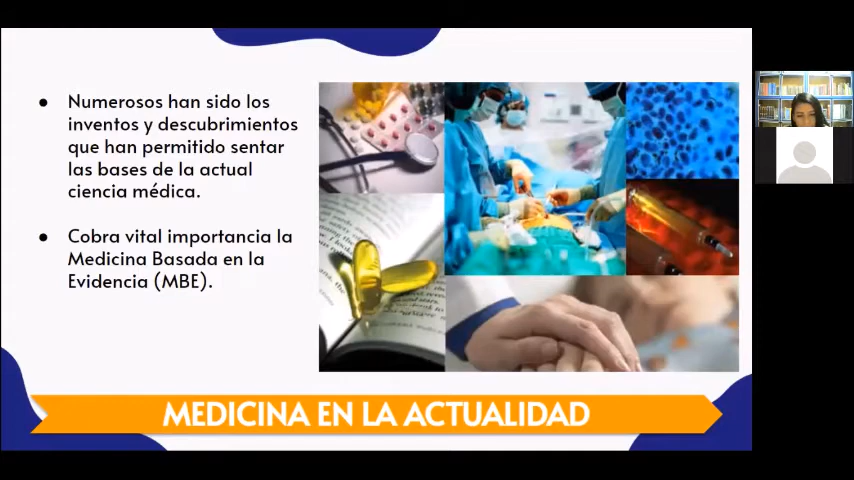 Numerosos han sido los
inventos y descubrimientos
que han permitido sentar
las bases de la actual
ciencia médica.
Cobra vital importancia la
Medicina Basada en la
Evidencia (MBE).
MEDICINA EN LA ACTUALIDAD